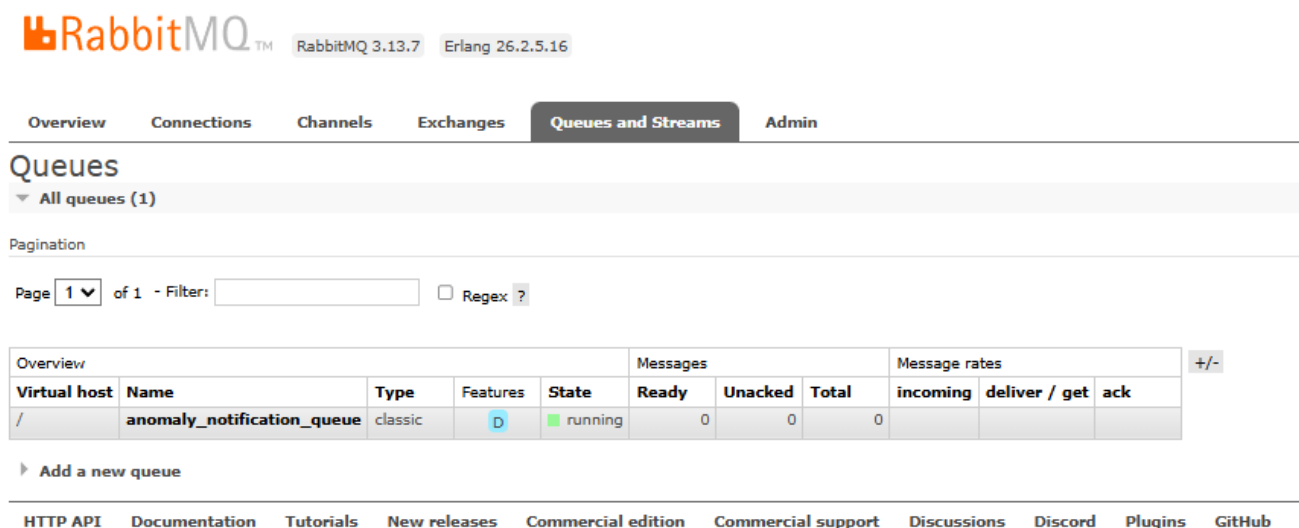 RabbitMQ TM RabbitMQ 3.13.7 Erlang 26.2.5.16
Overview Connections Channels Exchanges Queues and Streams Admin
Queues
All queues (1)
Pagination
Page 1 of 1 - Filter: Regex ?
Overview Messages Message rates +/-
Virtual host Name Type Features State Ready Unacked Total incoming deliver / get ack
/ anomaly_notification_queue classic D running 0 0 0
Add a new queue
HTTP API Documentation Tutorials New releases Commercial edition Commercial support Discussions Discord Plugins GitHub